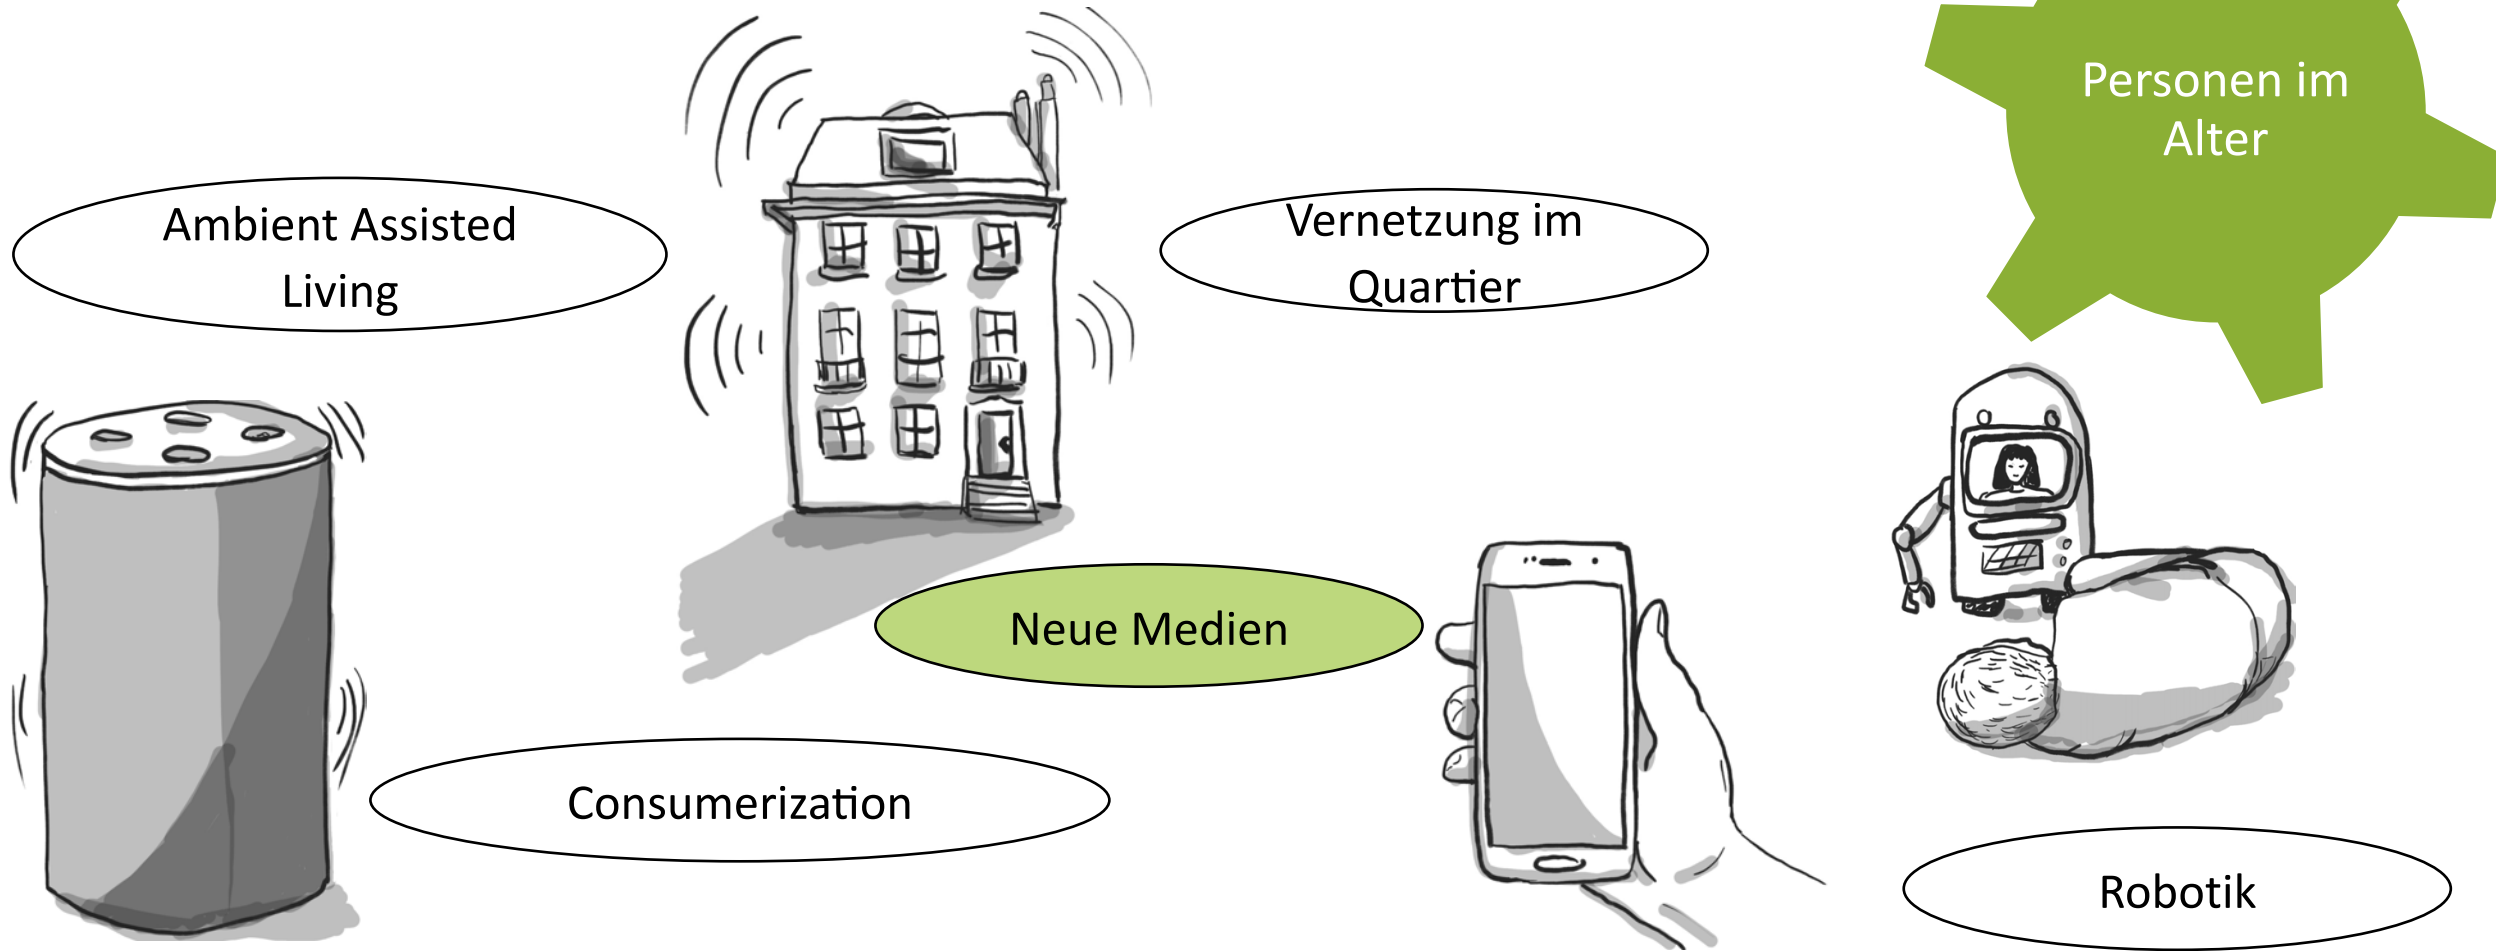 Personen im
Alter
Ambient Assisted
Living
Vernetzung im
Quartier
Neue Medien
Consumerization
Robotik